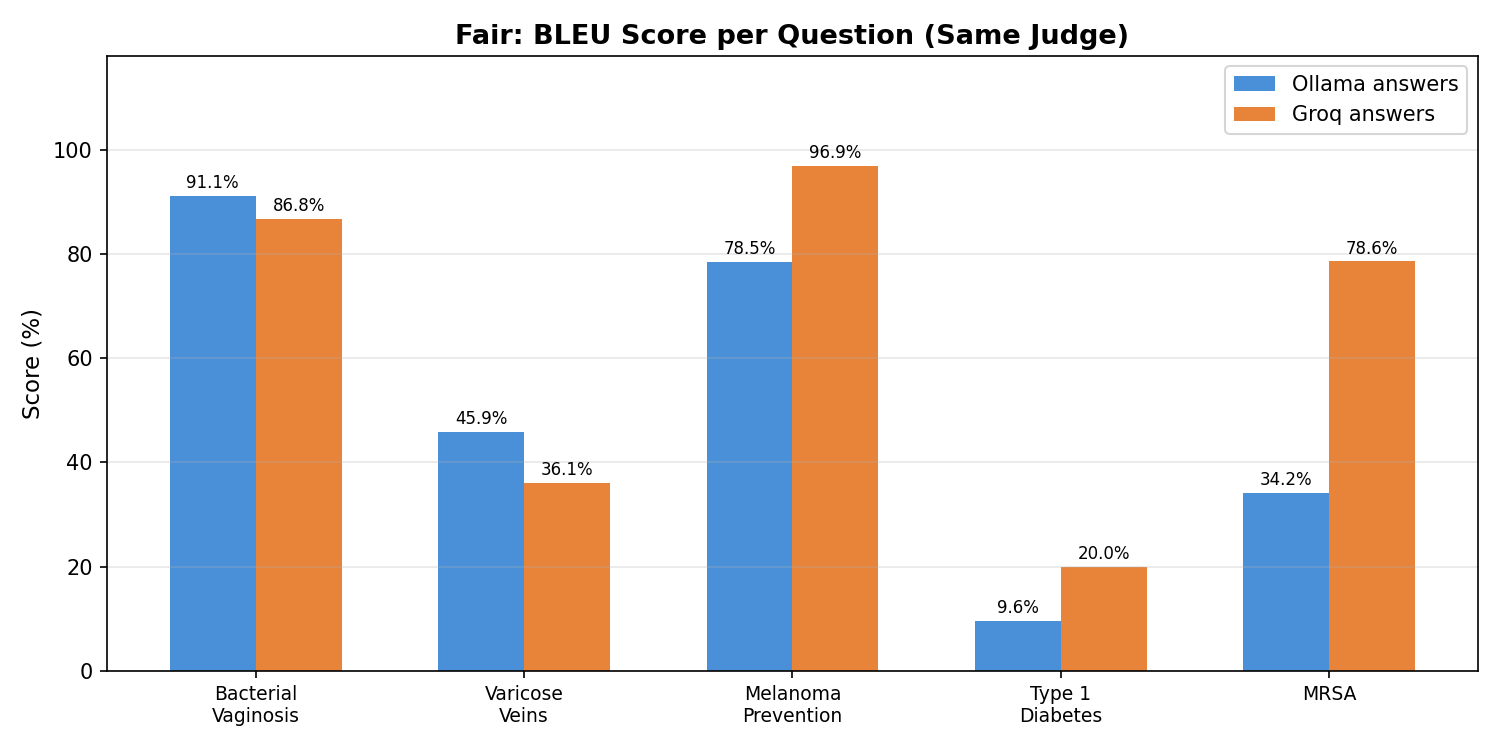 Fair: BLEU Score per Question (Same Judge)
Ollama answers
Groq answers
Score (%)
100
80
60
40
20
0
91.1%
86.8%
45.9%
36.1%
78.5%
96.9%
9.6%
20.0%
34.2%
78.6%
Bacterial
Vaginosis
Varicose
Veins
Melanoma
Prevention
Type 1
Diabetes
MRSA